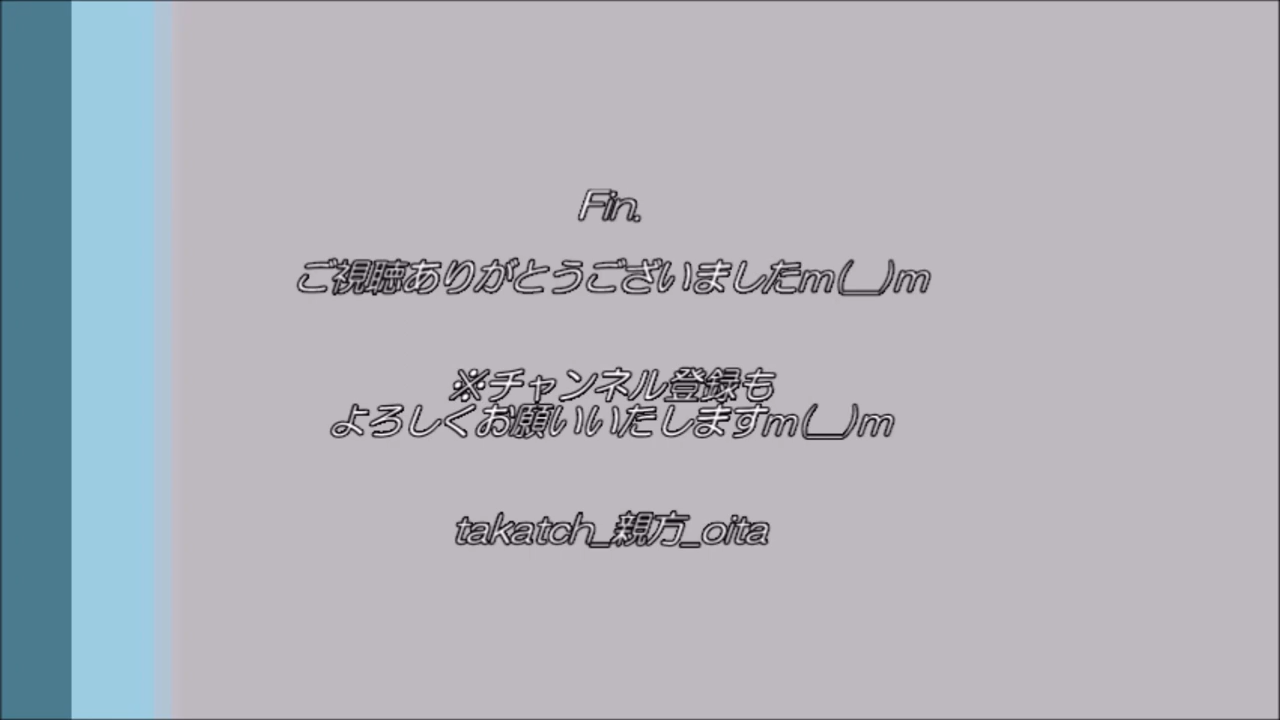 Fin.
ご視聴ありがとうございましたm(__)m
※チャンネル登録も
よろしくお願いいたしますm(__)m
takatch_親方_oita